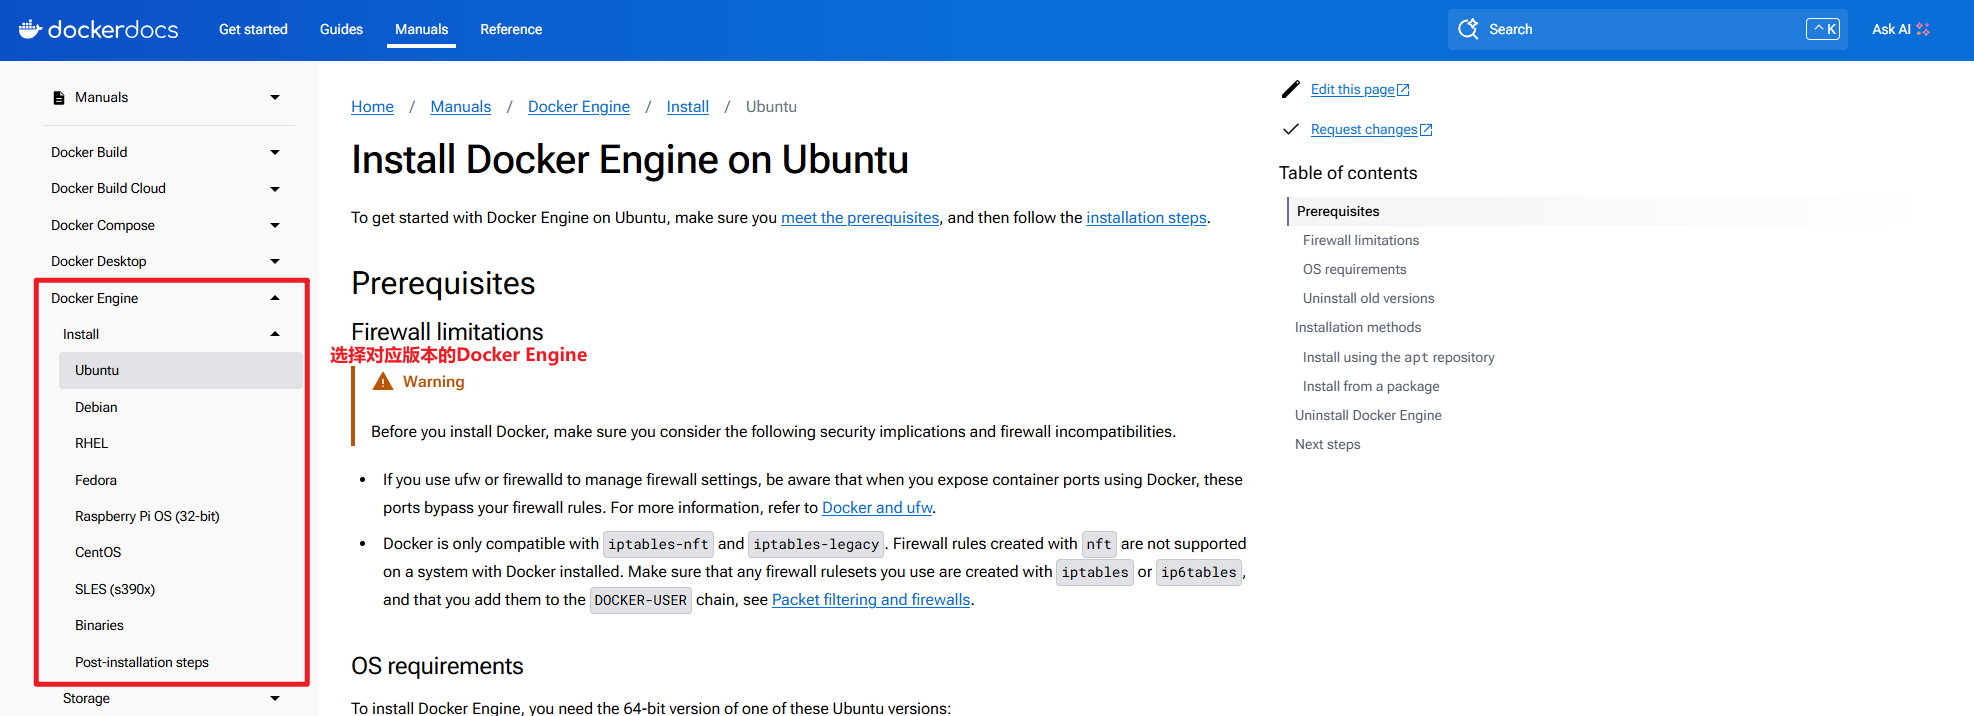 dockerdocs
Get started
Guides
Manuals
Reference
Search
^ K
Ask AI
Manuals
Docker Build
Docker Build Cloud
Docker Compose
Docker Desktop
Docker Engine
Install
Ubuntu
Debian
RHEL
Fedora
Raspberry Pi OS (32-bit)
CentOS
SLES (s390x)
Binaries
Post-installation steps
Storage
Home / Manuals / Docker Engine / Install / Ubuntu
Install Docker Engine on Ubuntu
To get started with Docker Engine on Ubuntu, make sure you meet the prerequisites, and then follow the installation steps.
Prerequisites
Firewall limitations
选择对应版本的Docker Engine
Warning
Before you install Docker, make sure you consider the following security implications and firewall incompatibilities.
• If you use ufw or firewalld to manage firewall settings, be aware that when you expose container ports using Docker, these
ports bypass your firewall rules. For more information, refer to Docker and ufw.
• Docker is only compatible with iptables-nft and iptables-legacy. Firewall rules created with nft are not supported
on a system with Docker installed. Make sure that any firewall rulesets you use are created with iptables or ip6tables,
and that you add them to the DOCKER-USER chain, see Packet filtering and firewalls.
OS requirements
To install Docker Engine, you need the 64-bit version of one of these Ubuntu versions:
Edit this page
Request changes
Table of contents
Prerequisites
Firewall limitations
OS requirements
Uninstall old versions
Installation methods
Install using the apt repository
Install from a package
Uninstall Docker Engine
Next steps